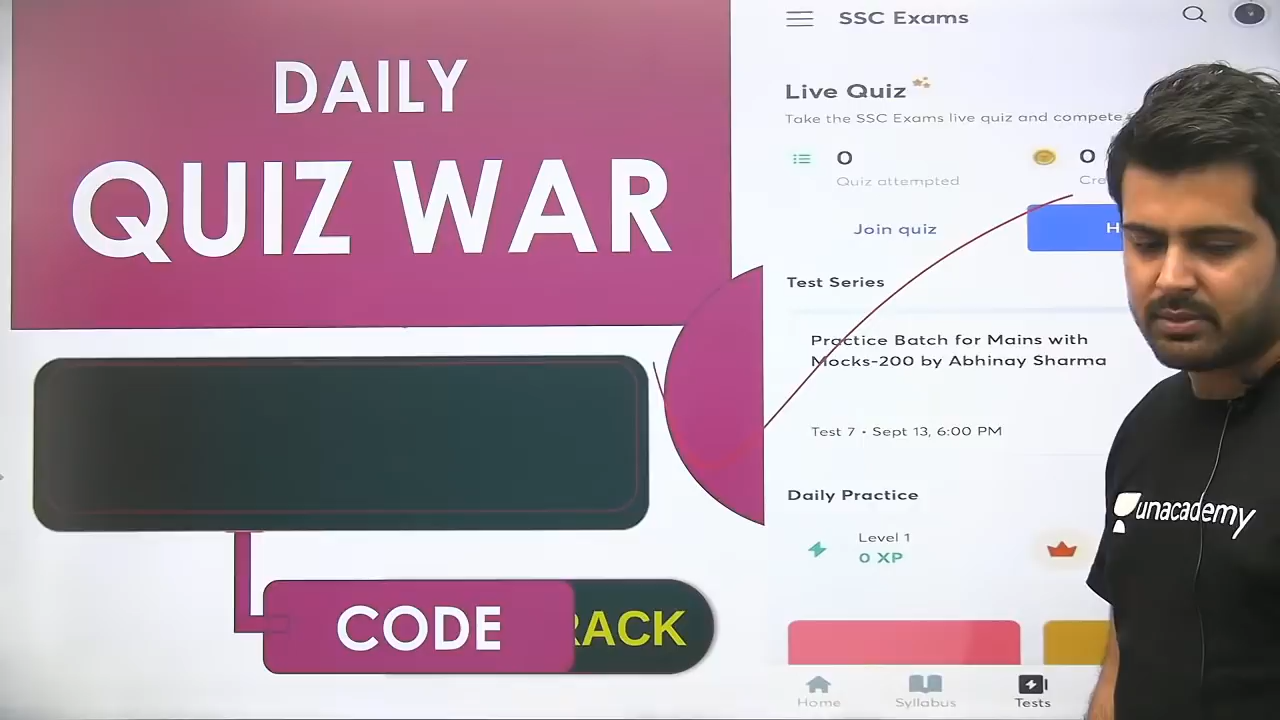 DAILY
QUIZ WAR
CODE
RACK
SSC Exams
Live Quiz
Take the SSC Exams live quiz and compete
0
Quiz attempted
0
Join quiz
H
Test Series
Practice Batch for Mains with
Mocks-200 by Abhinay Sharma
Test 7 • Sept 13, 6:00 PM
Daily Practice
Level 1
0 XP
Home
Syllabus
Tests
unacademy